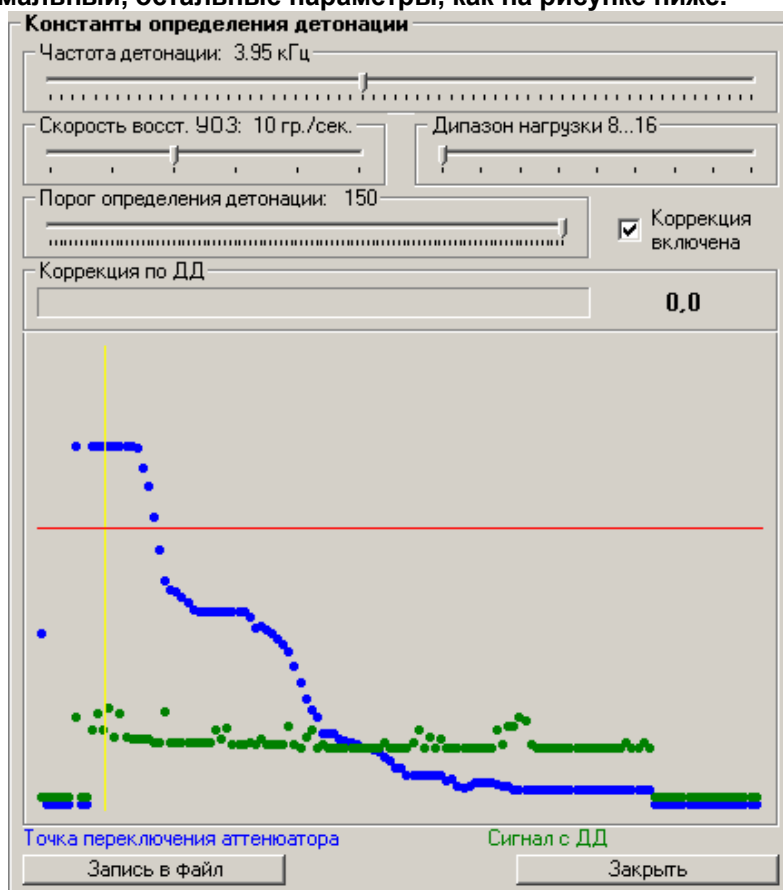 мальный, остальные параметры, как на рисунке ниже.
Константы определения детонации
Частота детонации: 3.95 кГц
Скорость восст. УОЗ: 10 гр./сек.
Дипазон нагрузки 8...16
Порог определения детонации: 150
Коррекция
включена
Коррекция по ДД
0,0
Точка переключения аттенюатора
Сигнал с ДД
Запись в файл
Закрыть